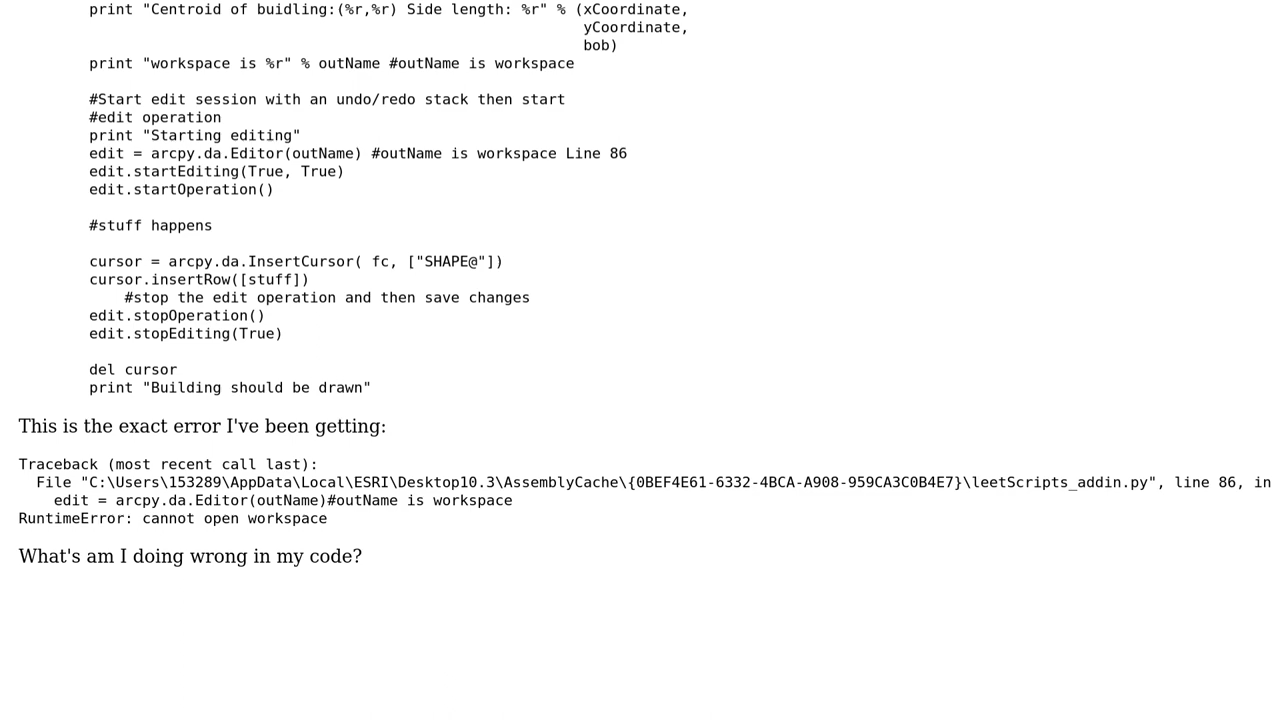 print "Centroid of buidling:(%r,%r) Side length: %r" % (xCoordinate,
yCoordinate,
bob)
print "workspace is %r" % outName #outName is workspace
#Start edit session with an undo/redo stack then start
#edit operation
print "Starting editing"
edit = arcpy.da.Editor(outName) #outName is workspace Line 86
edit.startEditing(True, True)
edit.startOperation()
#stuff happens
cursor = arcpy.da.InsertCursor( fc, ["SHAPE@"])
cursor.insertRow([stuff])
#stop the edit operation and then save changes
edit.stopOperation()
edit.stopEditing(True)
del cursor
print "Building should be drawn"
This is the exact error I've been getting:
Traceback (most recent call last):
File "C:\Users\153289\AppData\Local\ESRI\Desktop10.3\AssemblyCache\{0BEF4E61-6332-4BCA-A908-959CA3C0B4E7}\leetScripts_addin.py", line 86, in
edit = arcpy.da.Editor(outName)#outName is workspace
RuntimeError: cannot open workspace
What's am I doing wrong in my code?